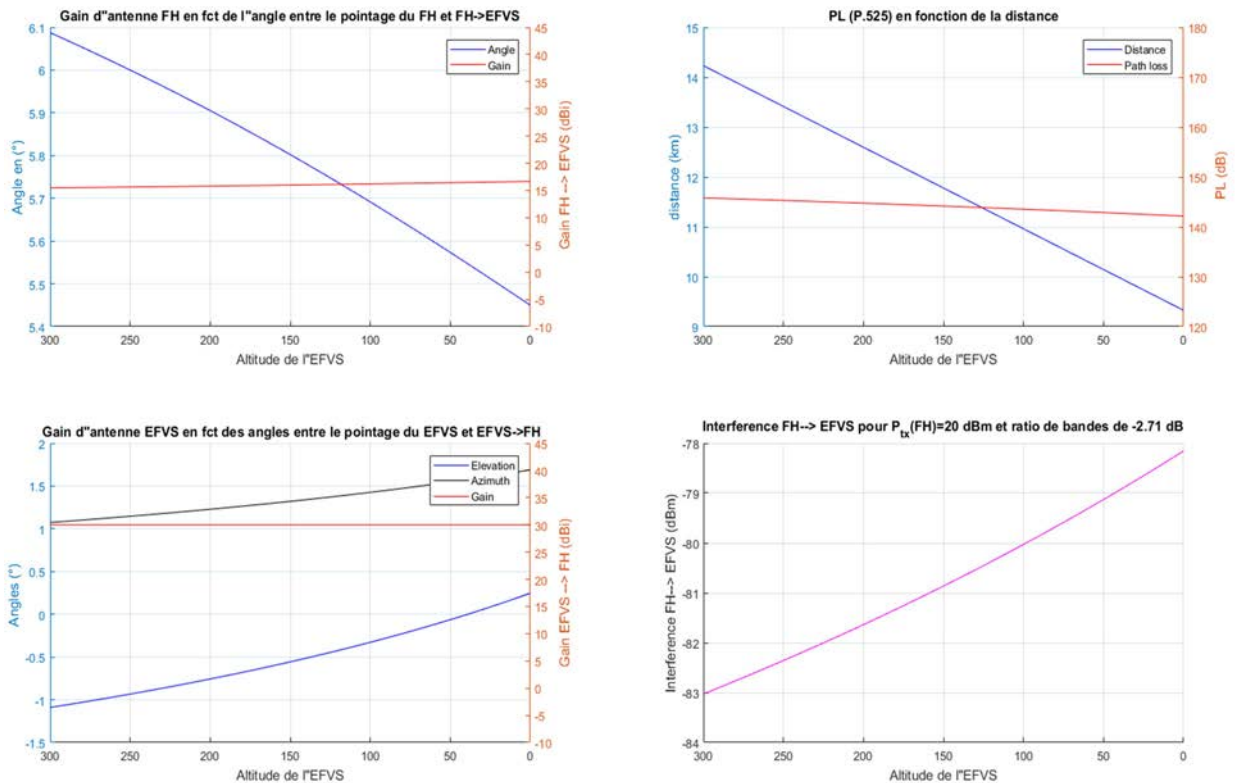 Gain d"antenne FH en fct de l"angle entre le pointage du FH et FH->EFVS
6.1
6
5.9
5.8
5.7
5.6
5.5
5.4
Angle en (°)
45
40
35
30
25
20
15
10
5
0
-5
-10
Gain FH --> EFVS (dBi)
Angle
Gain
300 250 200 150 100 50 0
Altitude de l"EFVS
PL (P.525) en fonction de la distance
15
14
13
12
11
10
9
distance (km)
180
170
160
150
140
130
120
PL (dB)
Distance
Path loss
300 250 200 150 100 50 0
Altitude de l"EFVS
Gain d"antenne EFVS en fct des angles entre le pointage du EFVS et EFVS->FH
2
1.5
1
0.5
0
-0.5
-1
-1.5
Angles (°)
45
40
35
30
25
20
15
10
5
0
-5
-10
Gain EFVS --> FH (dBi)
Elevation
Azimuth
Gain
300 250 200 150 100 50 0
Altitude de l"EFVS
Interference FH--> EFVS pour Ptx(FH)=20 dBm et ratio de bandes de -2.71 dB
-78
-79
-80
-81
-82
-83
-84
Interference FH--> EFVS (dBm)
300 250 200 150 100 50 0
Altitude de l"EFVS